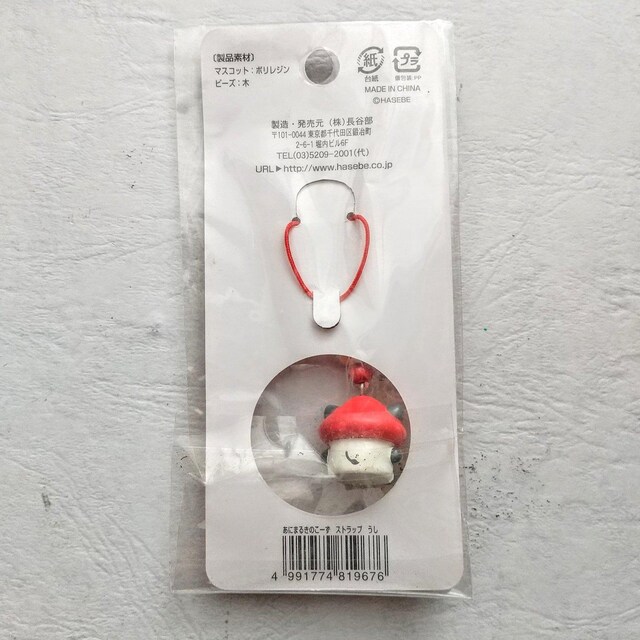 〔製品素材〕
マスコット：ポリレジン
ビーズ：木
紙
台紙
プラ
個包装:PP
MADE IN CHINA
©HASEBE
製造・発売元（株）長谷部
〒101-0044 東京都千代田区鍛冶町
2-6-1 堀内ビル6F
TEL(03)5209-2001(代)
URL▶http://www.hasebe.co.jp
あにまるきのこーず ストラップ うし
4 991774 819676